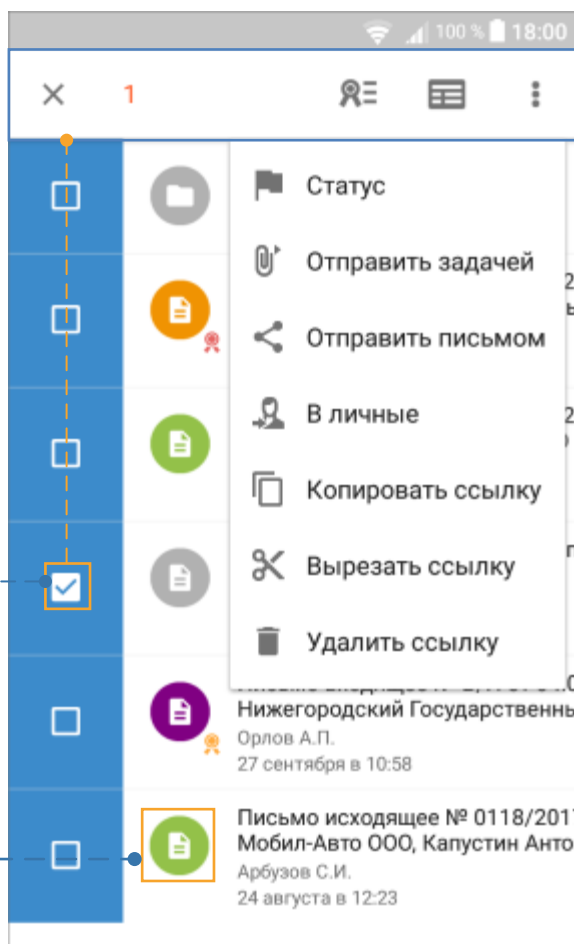 100 % 18:00
1
Статус
Отправить задачей
Отправить письмом
В личные
Копировать ссылку
Вырезать ссылку
Удалить ссылку
Нижегородский Государственнь
Орлов А.П.
27 сентября в 10:58
Письмо исходящее № 0118/201
Мобил-Авто ООО, Капустин Анто
Арбузов С.И.
24 августа в 12:23